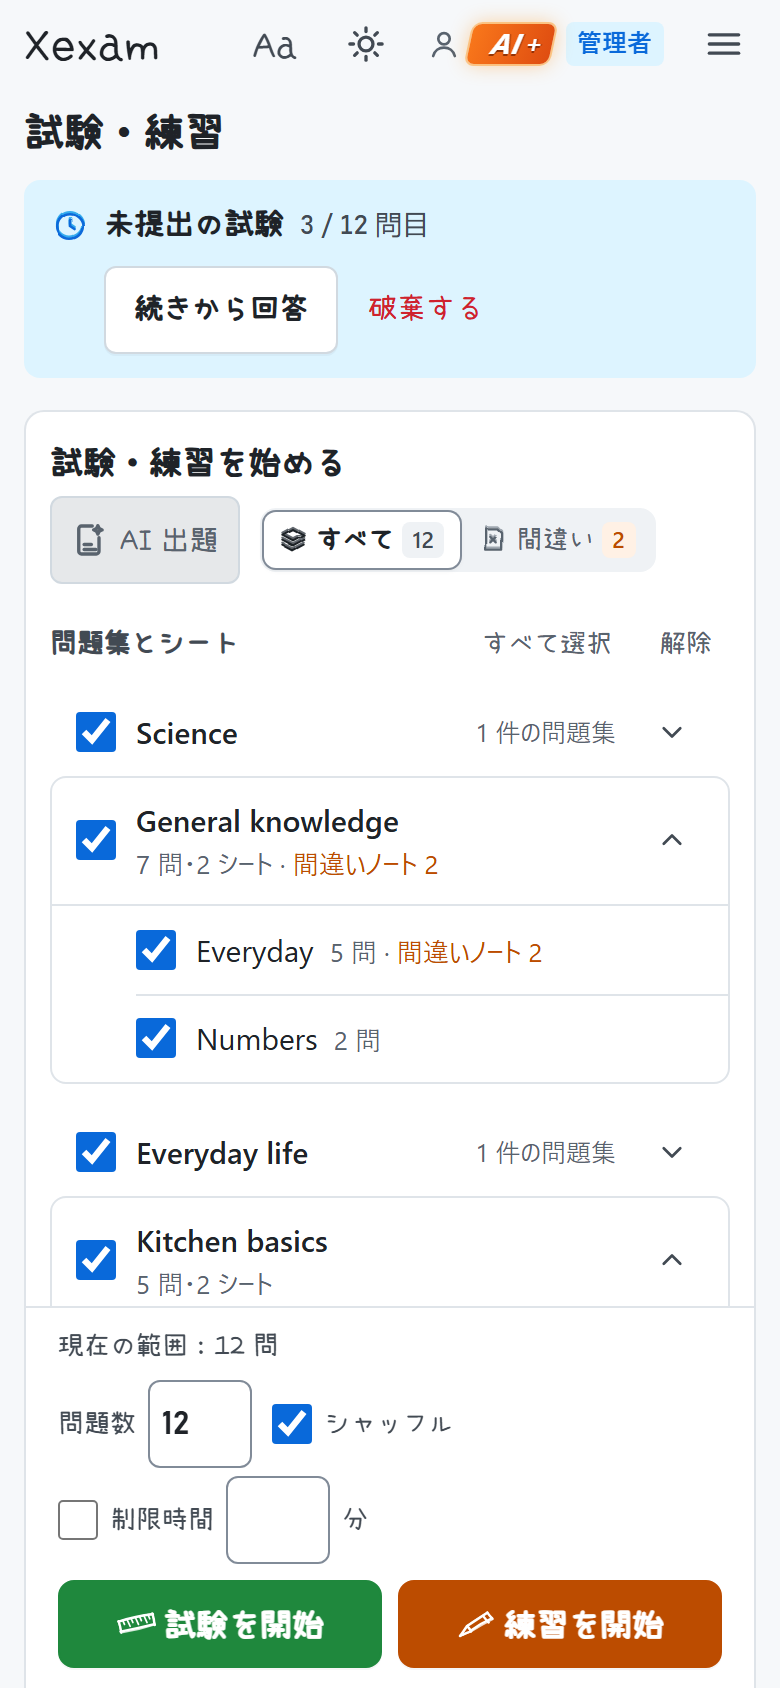 Xexam Aa AI+ 管理者
試験・練習
未提出の試験 3 / 12 問目
続きから回答 破棄する
試験・練習を始める
AI 出題 すべて 12 間違い 2
問題集とシート すべて選択 解除
Science 1 件の問題集
General knowledge
7 問・2 シート · 間違いノート 2
Everyday 5 問 · 間違いノート 2
Numbers 2 問
Everyday life 1 件の問題集
Kitchen basics
5 問・2 シート
現在の範囲：12 問
問題数 12 シャッフル
制限時間 分
試験を開始 練習を開始